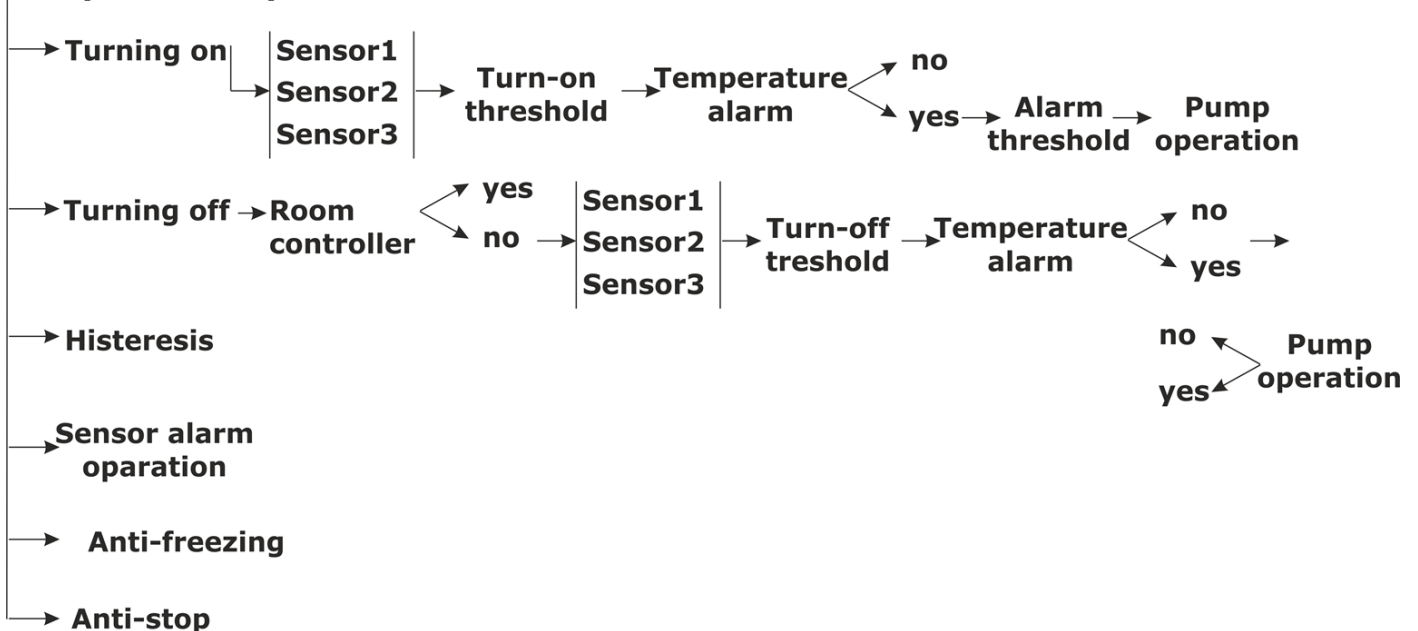 Turning on
Sensor1
Sensor2
Sensor3
Turn-on
threshold
Temperature
alarm
no
yes
Alarm
threshold
Pump
operation
Turning off
Room
controller
yes
no
Sensor1
Sensor2
Sensor3
Turn-off
treshold
Temperature
alarm
no
yes
Histeresis
no
yes
Pump
operation
Sensor alarm
oparation
Anti-freezing
Anti-stop